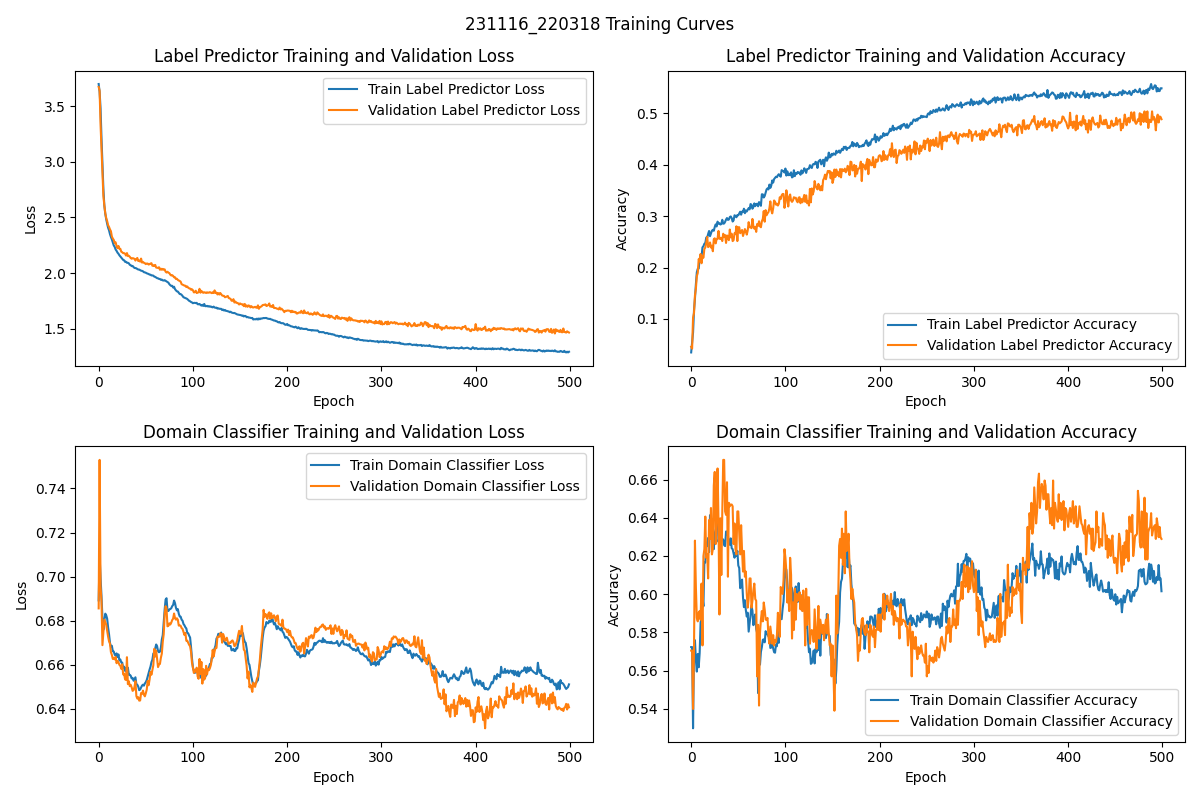 231116_220318 Training Curves
Label Predictor Training and Validation Loss
Train Label Predictor Loss
Validation Label Predictor Loss
3.5
3.0
2.5
2.0
1.5
Loss
0 100 200 300 400 500
Epoch
Label Predictor Training and Validation Accuracy
0.5
0.4
0.3
0.2
0.1
Accuracy
Train Label Predictor Accuracy
Validation Label Predictor Accuracy
0 100 200 300 400 500
Epoch
Domain Classifier Training and Validation Loss
Train Domain Classifier Loss
Validation Domain Classifier Loss
0.74
0.72
0.70
0.68
0.66
0.64
Loss
0 100 200 300 400 500
Epoch
Domain Classifier Training and Validation Accuracy
0.66
0.64
0.62
0.60
0.58
0.56
0.54
Accuracy
Train Domain Classifier Accuracy
Validation Domain Classifier Accuracy
0 100 200 300 400 500
Epoch